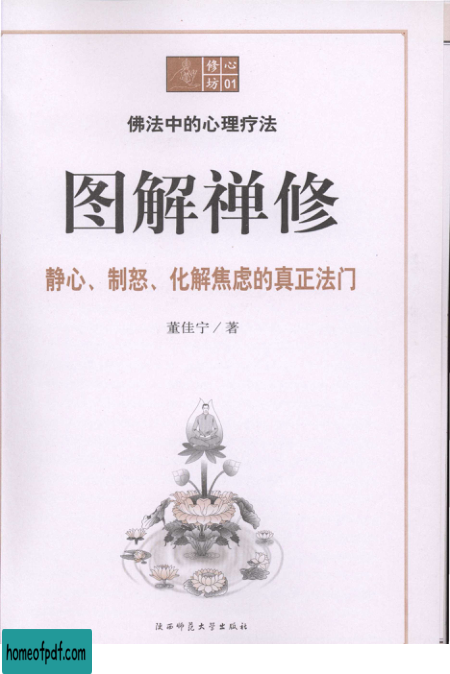 修心
坊01
佛法中的心理疗法
图解禅修
静心、制怒、化解焦虑的真正法门
董佳宁／著
陕西师范大学出版社
homeofpdf.com